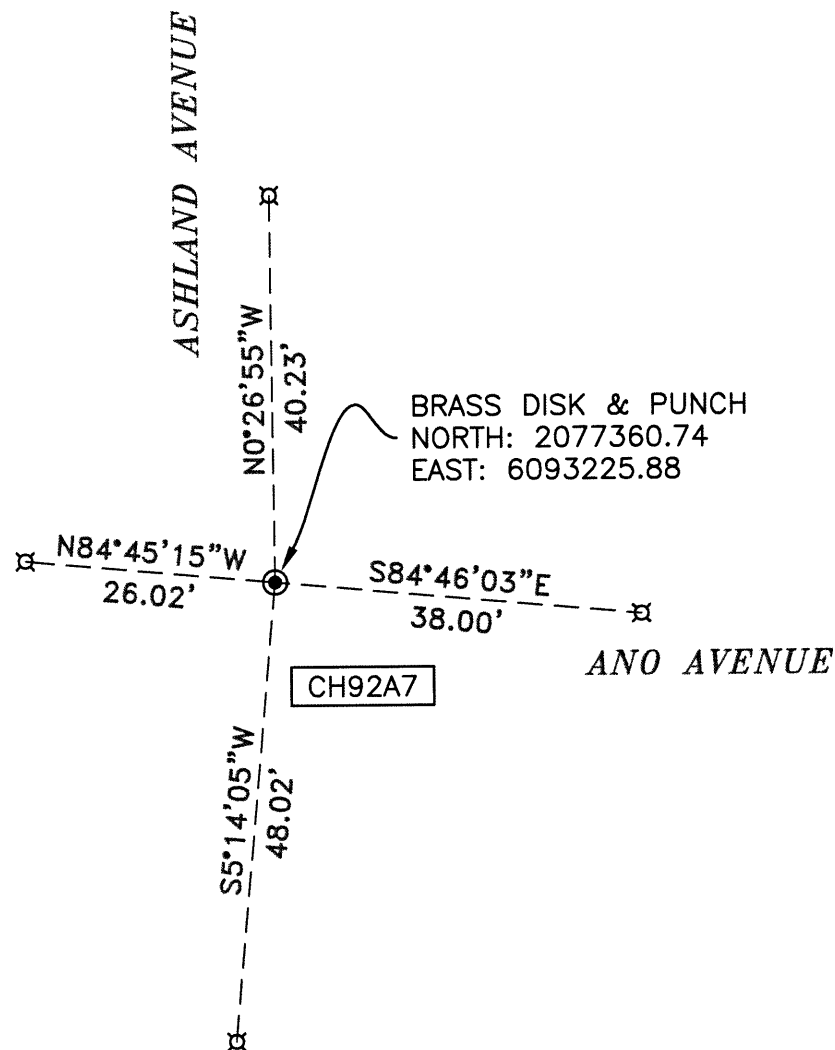 ASHLAND AVENUE
N0°26'55"W
40.23'
BRASS DISK & PUNCH
NORTH: 2077360.74
EAST: 6093225.88
N84°45'15"W
26.02'
S84°46'03"E
38.00'
ANO AVENUE
CH92A7
S5°14'05"W
48.02'